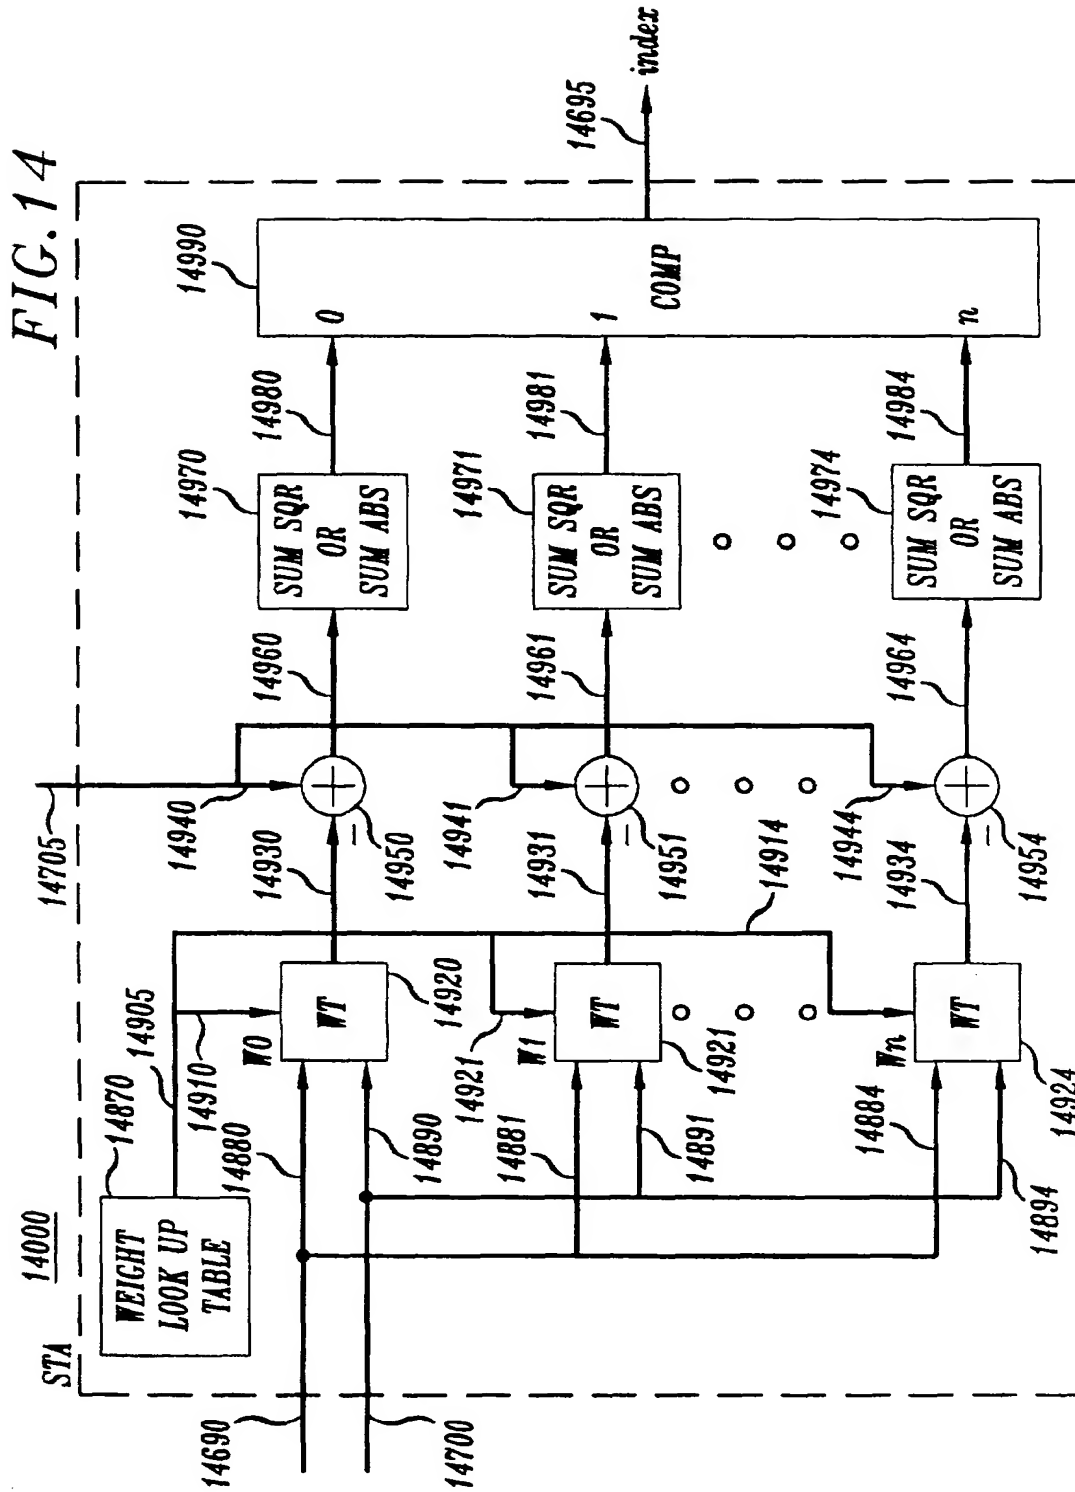 FIG. 14
STA
14000
14870
WEIGHT
LOOK UP
TABLE
14905
14910
14705
14690
14700
14880
14890
W0
WT
14920
14930
14940
14950
–
14960
14970
SUM SQR
OR
SUM ABS
14980
14990
0
1
n
COMP
14695
index
14881
14891
14921
W1
WT
14921
14931
14941
14951
–
14961
14971
SUM SQR
OR
SUM ABS
14981
14914
14884
14894
Wn
WT
14924
14934
14944
14954
–
14964
14974
SUM SQR
OR
SUM ABS
14984